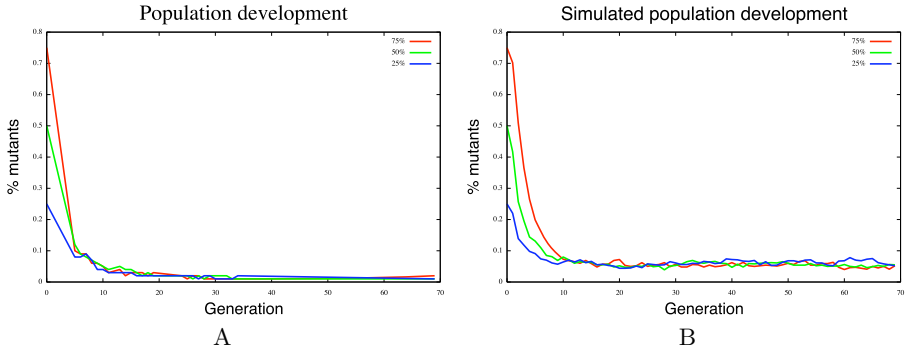 Population development
0.8
0.7
0.6
0.5
0.4
0.3
0.2
0.1
0
% mutants
75%
50%
25%
0 10 20 30 40 50 60 70
Generation
A
Simulated population development
0.8
0.7
0.6
0.5
0.4
0.3
0.2
0.1
0
% mutants
75%
50%
25%
0 10 20 30 40 50 60 70
Generation
B